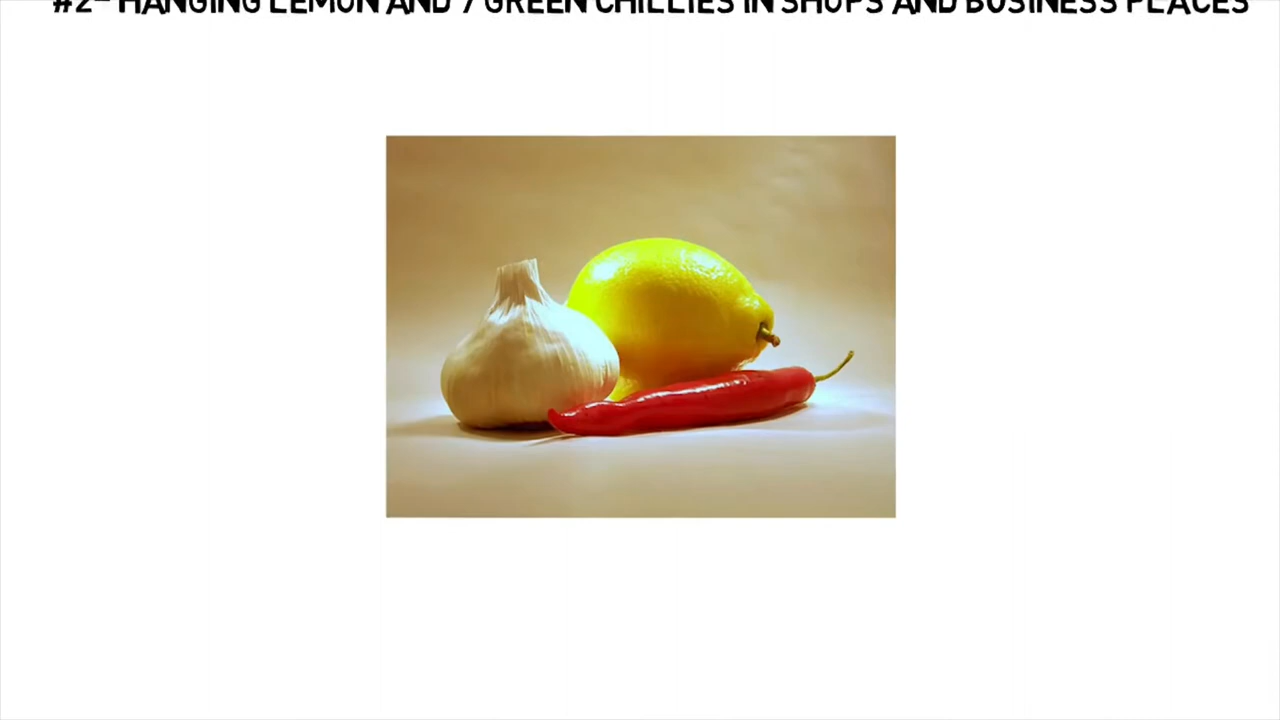 #2- HANGING LEMON AND 7 GREEN CHILLIES IN SHOPS AND BUSINESS PLACES